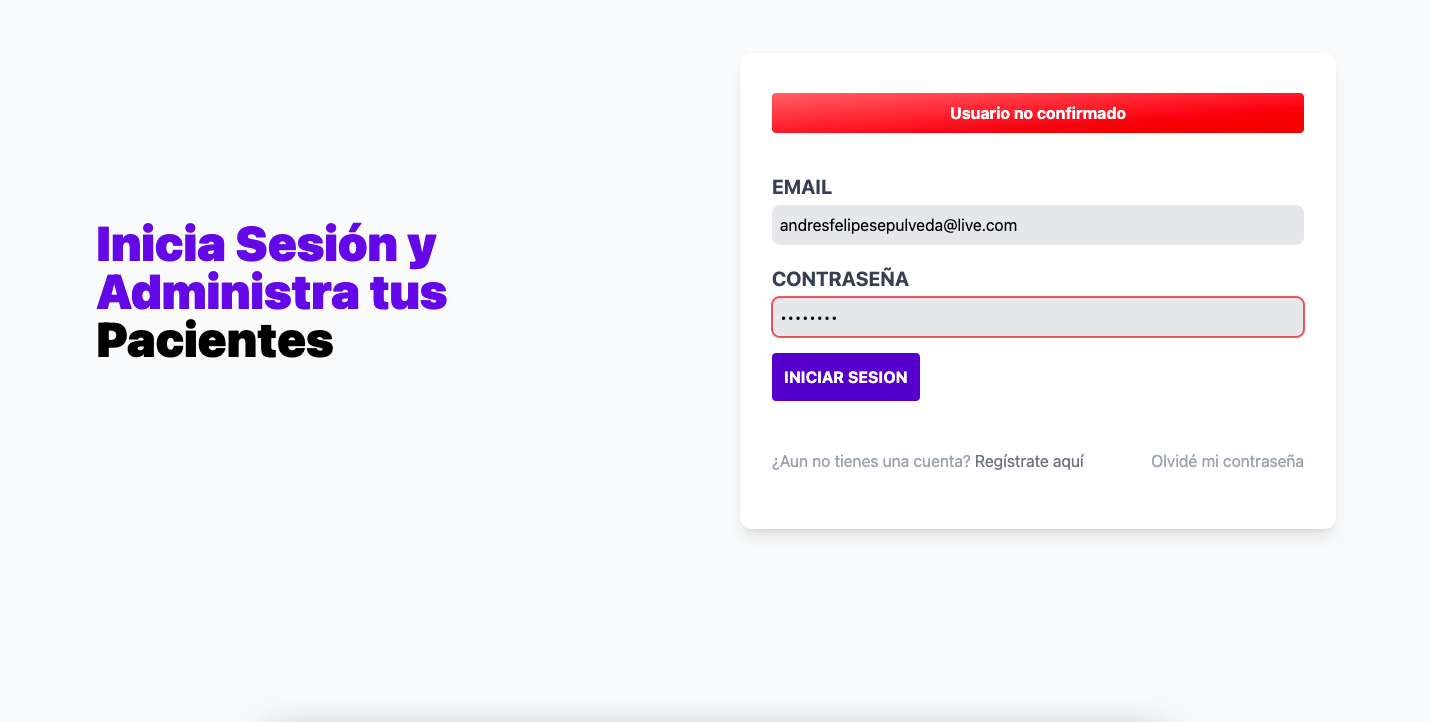 Inicia Sesión y
Administra tus
Pacientes
Usuario no confirmado
EMAIL
andresfelipesepulveda@live.com
CONTRASEÑA
••••••••
INICIAR SESION
¿Aun no tienes una cuenta? Regístrate aquí
Olvidé mi contraseña